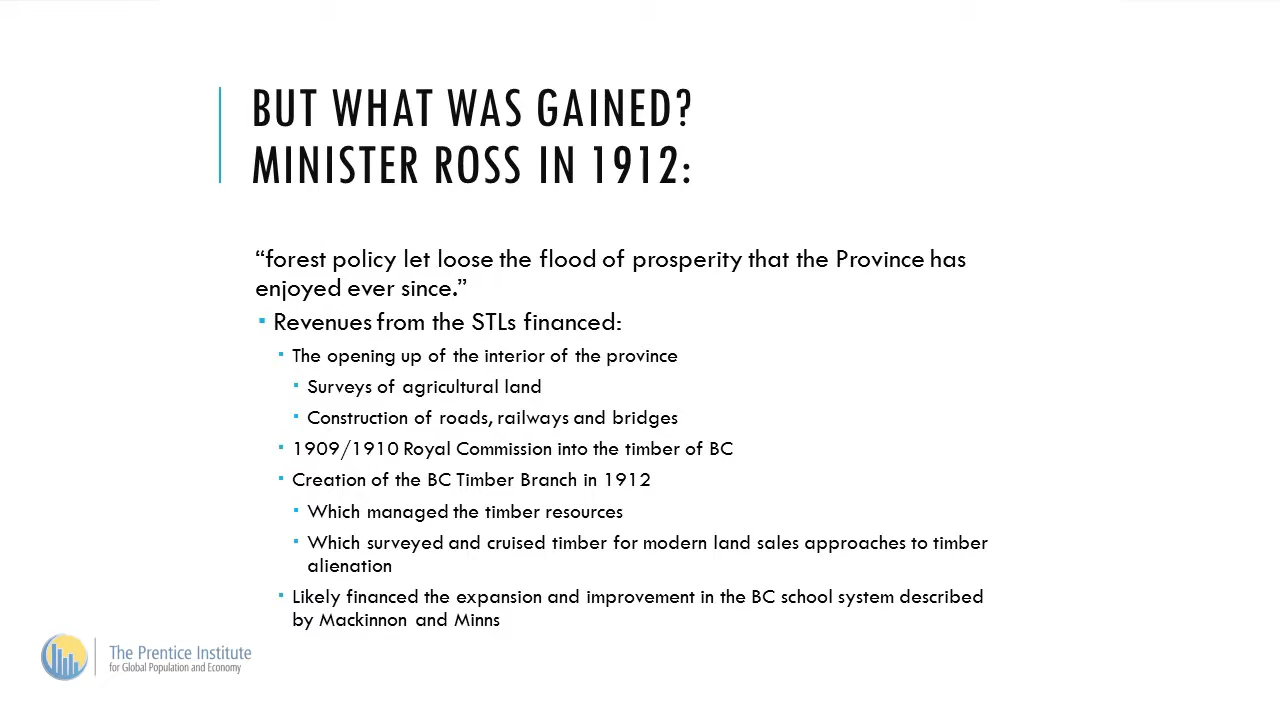 BUT WHAT WAS GAINED?
MINISTER ROSS IN 1912:
“forest policy let loose the flood of prosperity that the Province has
enjoyed ever since.”
Revenues from the STLs financed:
The opening up of the interior of the province
Surveys of agricultural land
Construction of roads, railways and bridges
1909/1910 Royal Commission into the timber of BC
Creation of the BC Timber Branch in 1912
Which managed the timber resources
Which surveyed and cruised timber for modern land sales approaches to timber
alienation
Likely financed the expansion and improvement in the BC school system described
by Mackinnon and Minns
The Prentice Institute
for Global Population and Economy